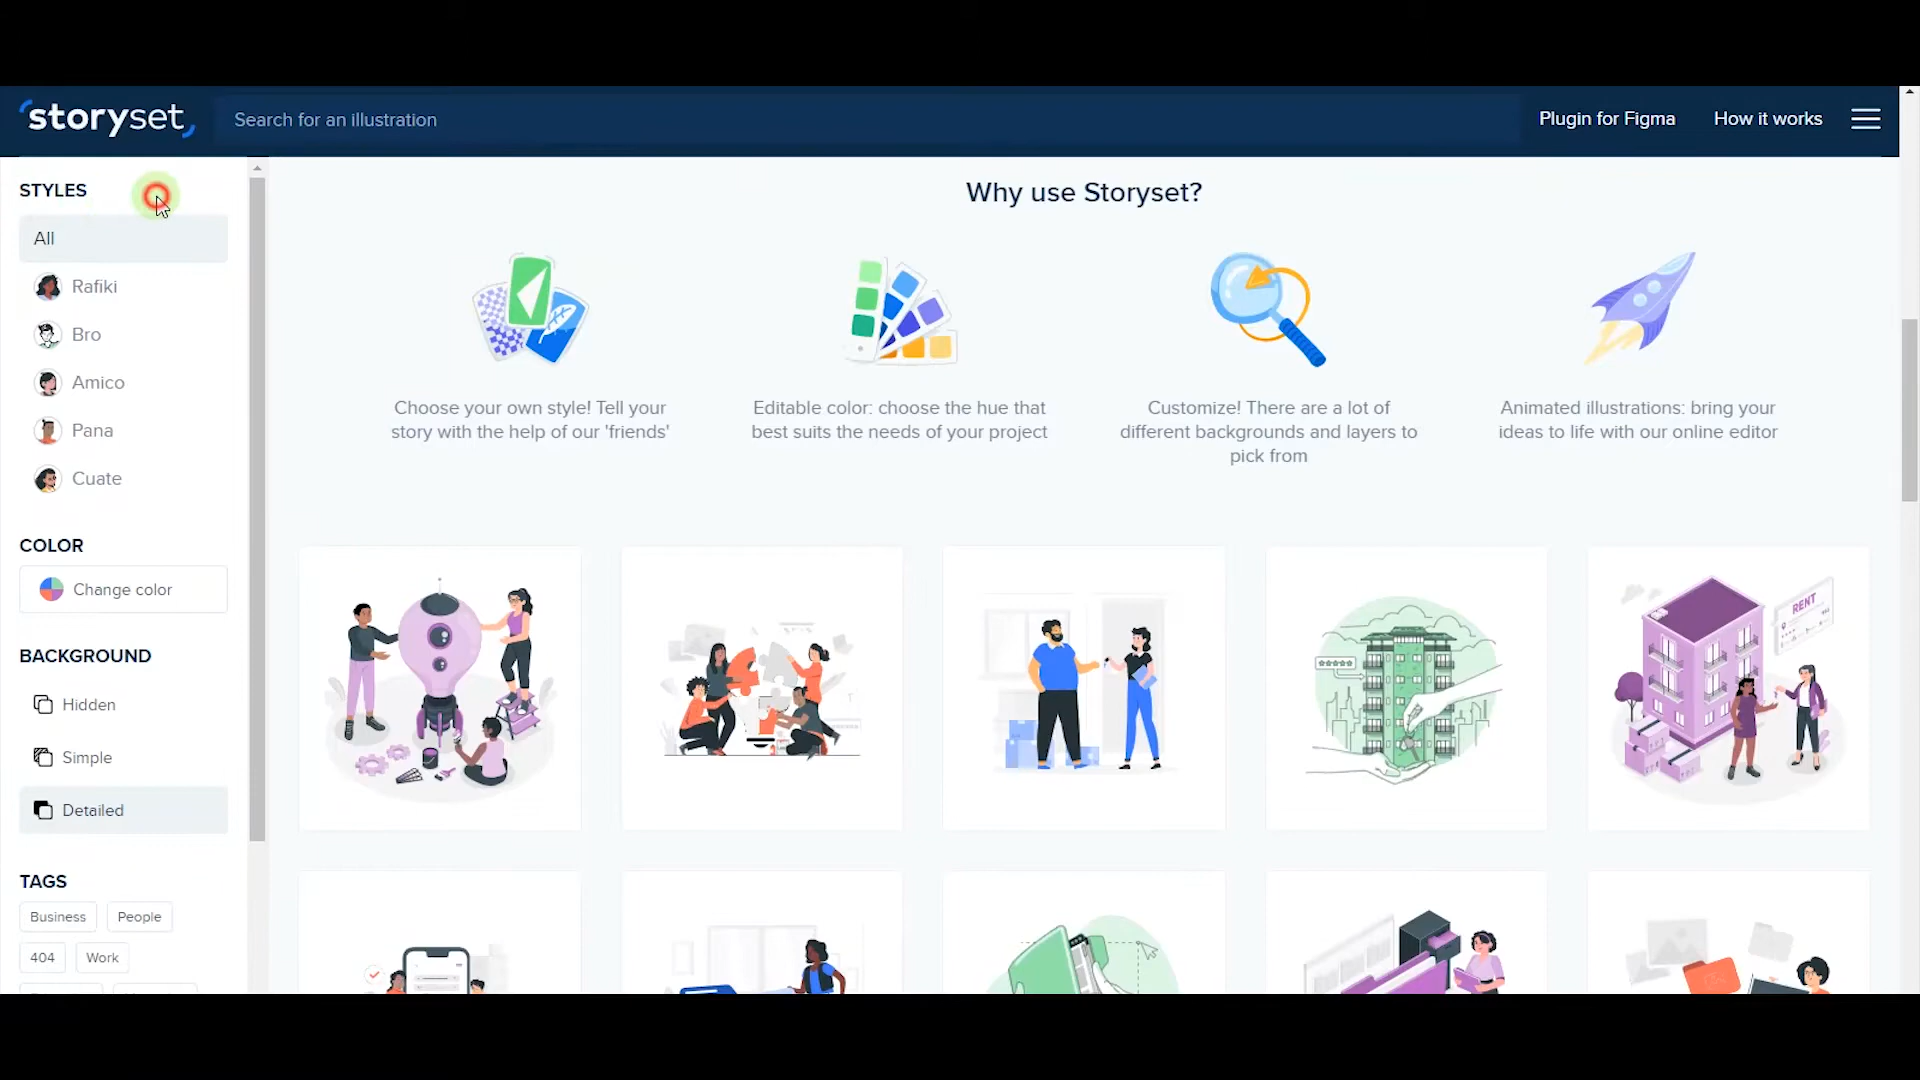 storyset
Search for an illustration
Plugin for Figma
How it works
STYLES
All
Rafiki
Bro
Amico
Pana
Cuate
COLOR
Change color
BACKGROUND
Hidden
Simple
Detailed
TAGS
Business
People
404
Work
Why use Storyset?
Choose your own style! Tell your
story with the help of our 'friends'
Editable color: choose the hue that
best suits the needs of your project
Customize! There are a lot of
different backgrounds and layers to
pick from
Animated illustrations: bring your
ideas to life with our online editor
RENT